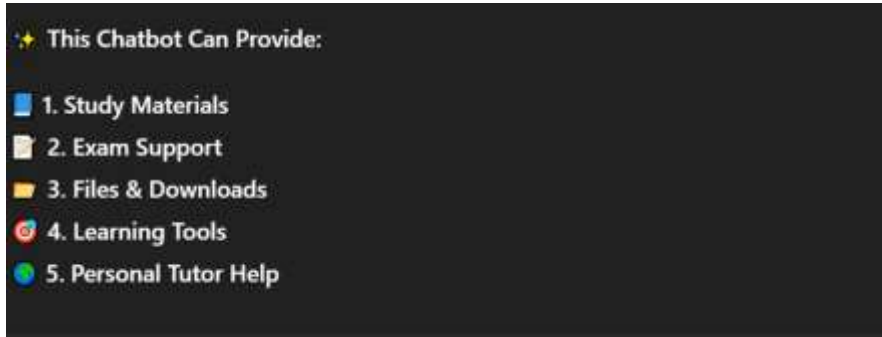 ✨ This Chatbot Can Provide:
📘 1. Study Materials
📝 2. Exam Support
📂 3. Files & Downloads
🎯 4. Learning Tools
🌍 5. Personal Tutor Help